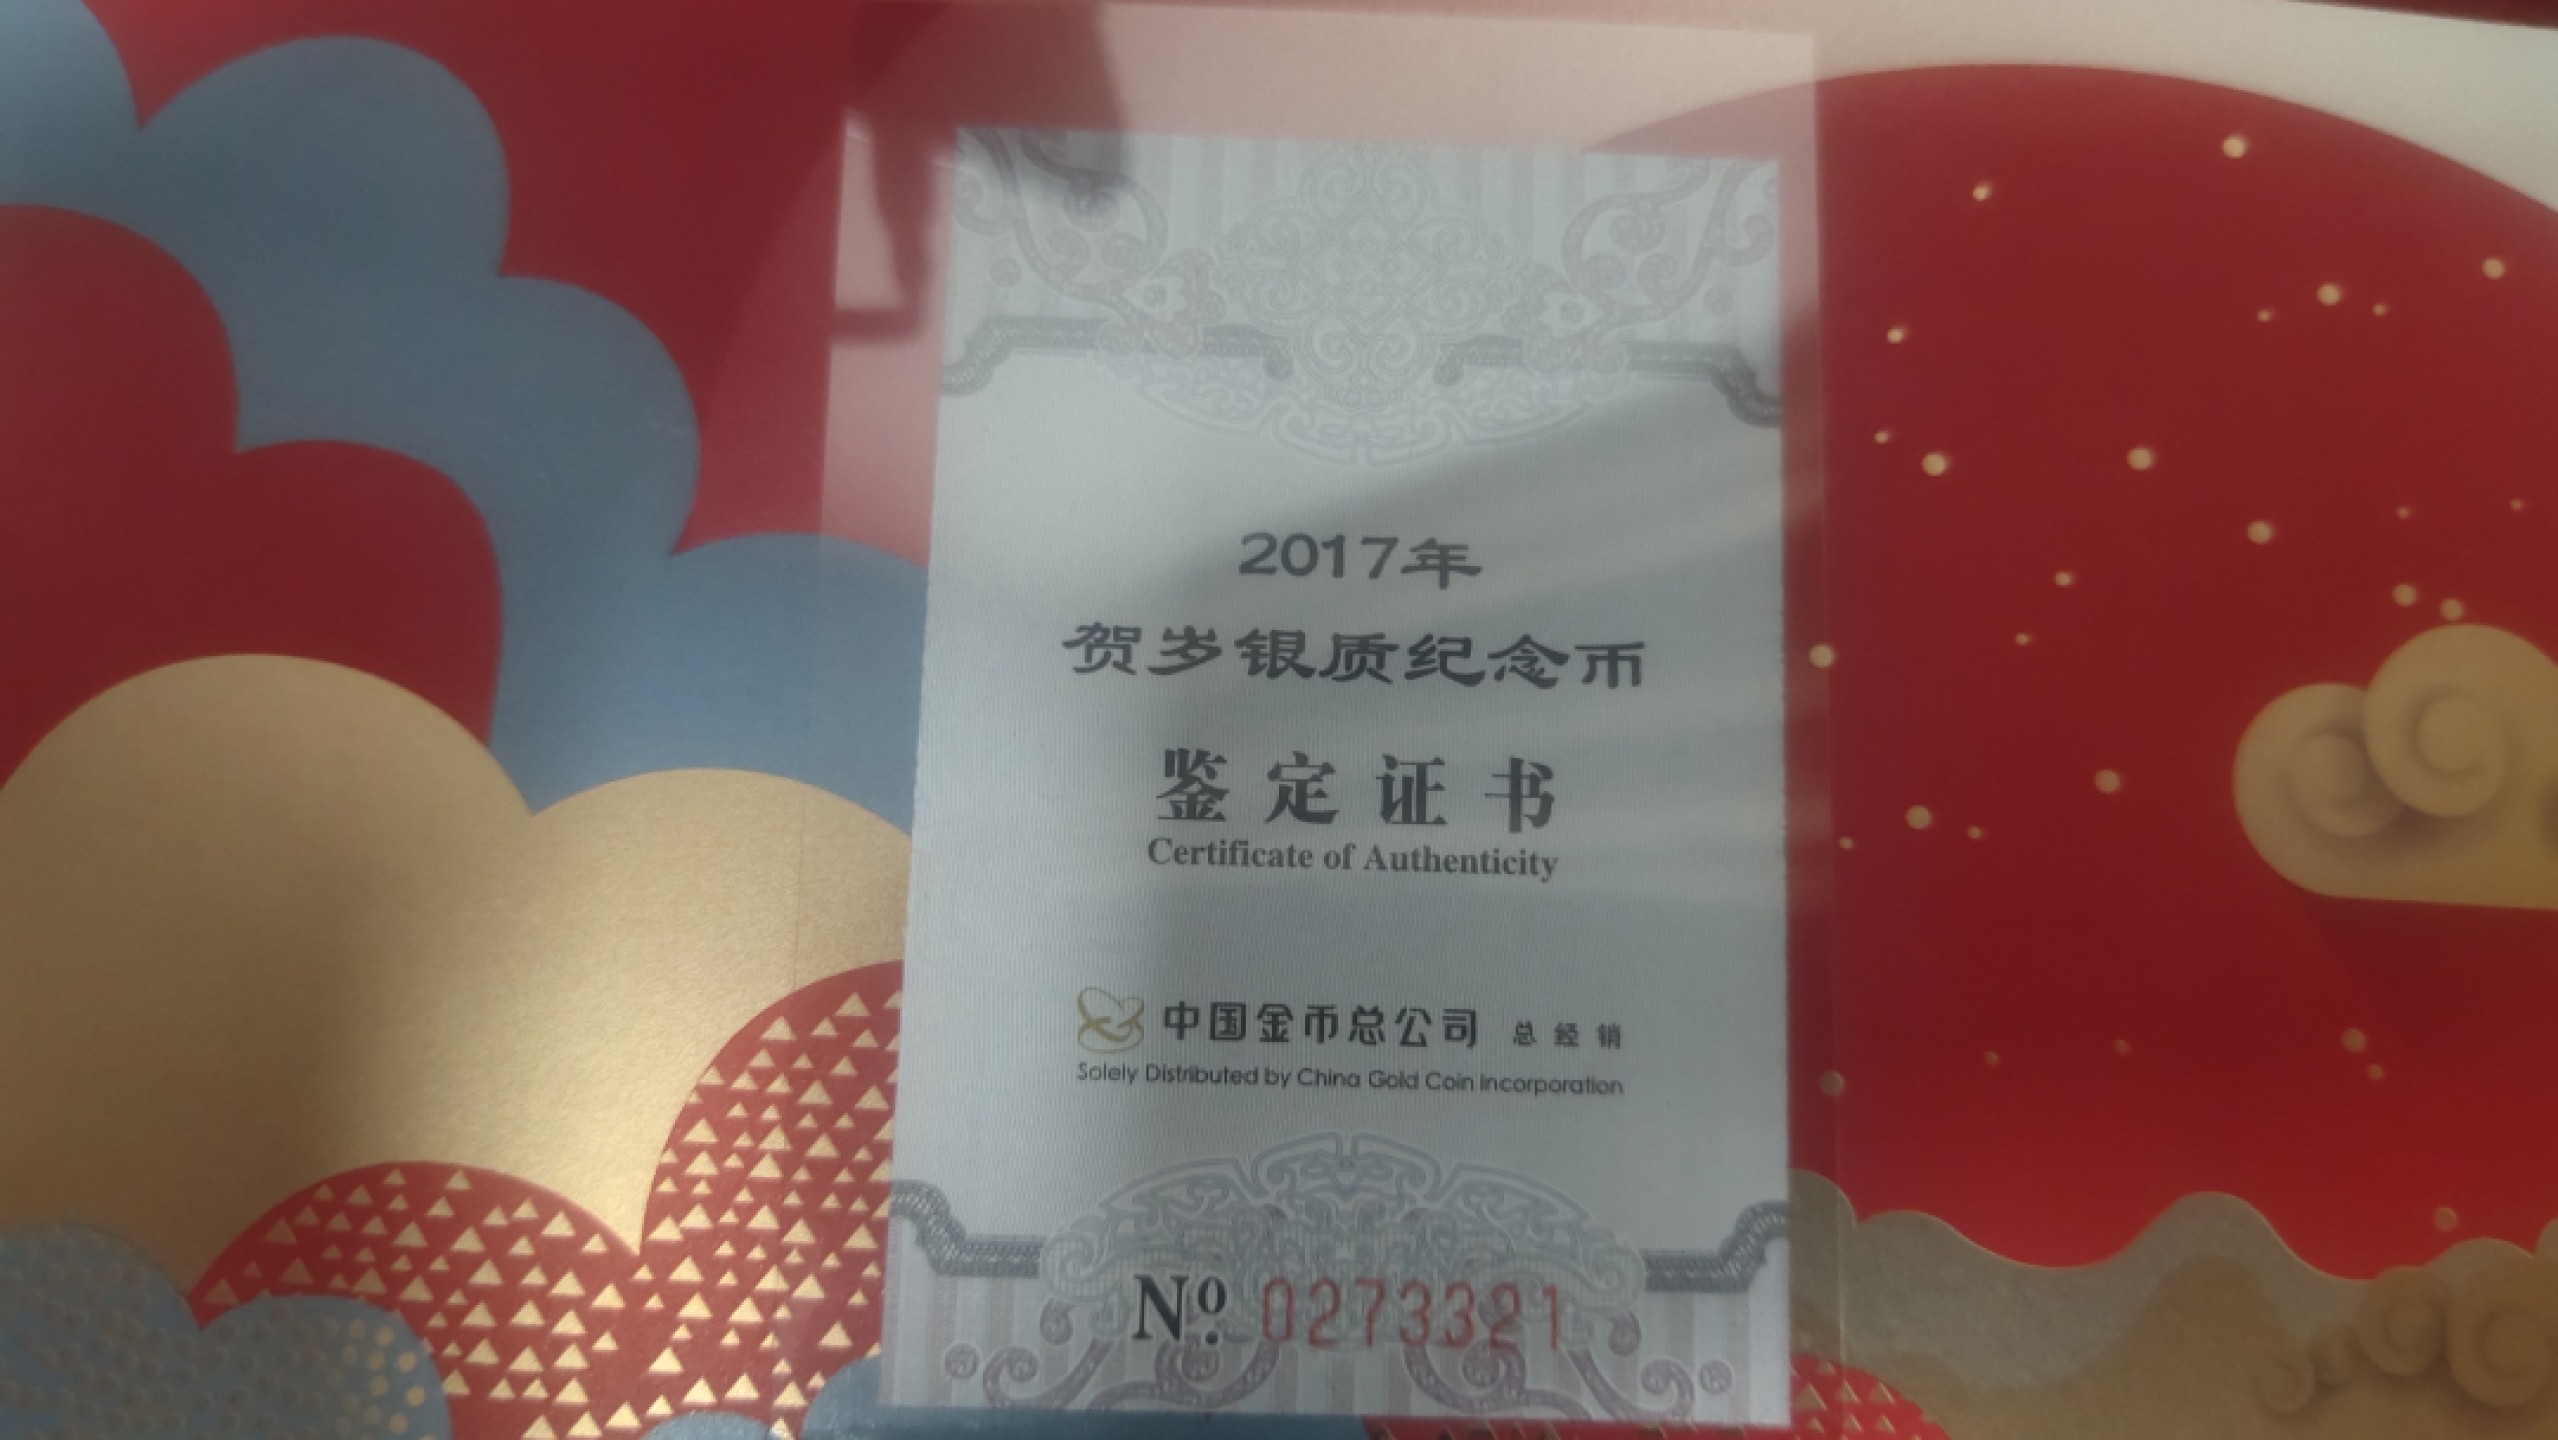 2017年
贺岁银质纪念币
鉴定证书
Certificate of Authenticity
中国金币总公司 总经销
Solely Distributed by China Gold Coin Incorporation
Nº. 0273321